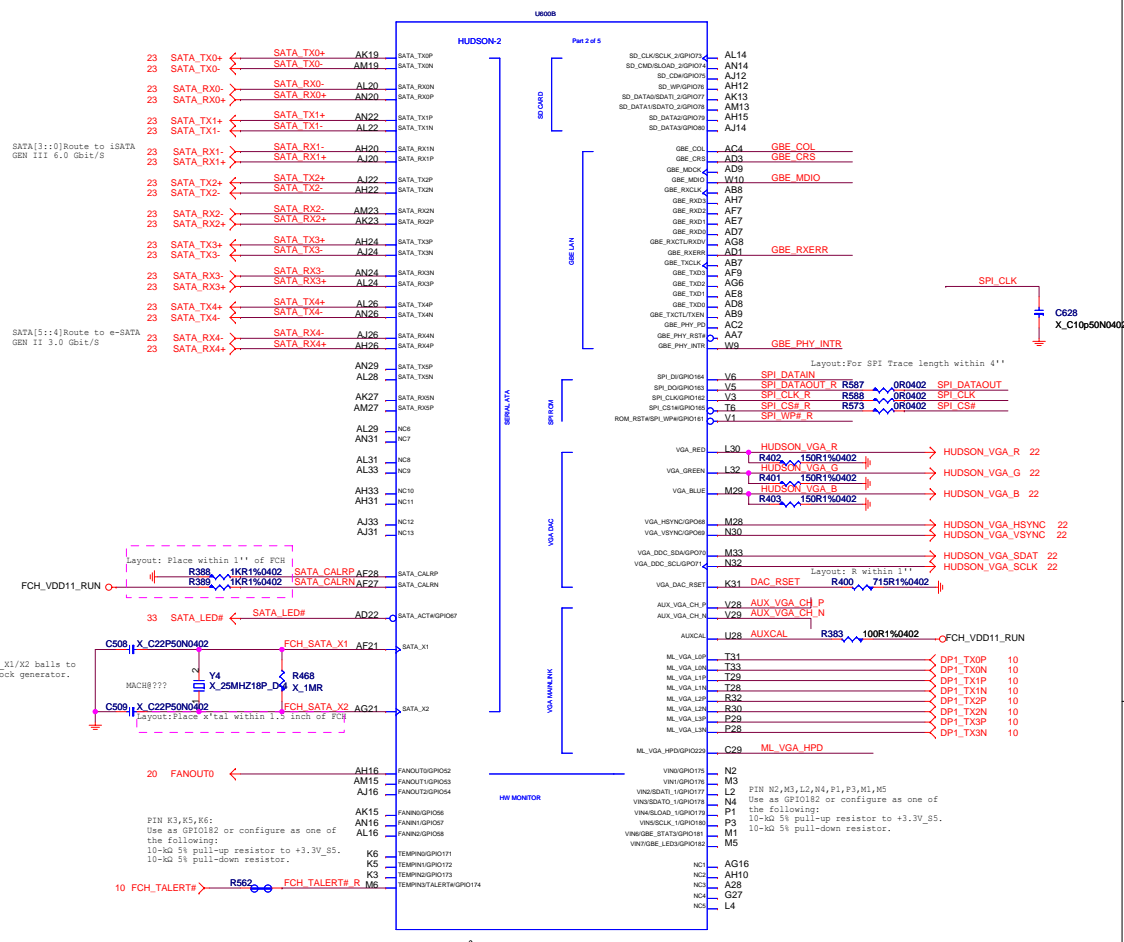 U600B
HUDSON-2 Part 2 of 5
23 SATA_TX0+ SATA_TX0+ AK19 SATA_TX0P
23 SATA_TX0- SATA_TX0- AM19 SATA_TX0N
23 SATA_RX0- SATA_RX0- AL20 SATA_RX0N
23 SATA_RX0+ SATA_RX0+ AN20 SATA_RX0P
23 SATA_TX1+ SATA_TX1+ AN22 SATA_TX1P
23 SATA_TX1- SATA_TX1- AL22 SATA_TX1N
SATA[3::0]Route to iSATA
GEN III 6.0 Gbit/S
23 SATA_RX1- SATA_RX1- AH20 SATA_RX1N
23 SATA_RX1+ SATA_RX1+ AJ20 SATA_RX1P
23 SATA_TX2+ SATA_TX2+ AJ22 SATA_TX2P
23 SATA_TX2- SATA_TX2- AH22 SATA_TX2N
23 SATA_RX2- SATA_RX2- AM23 SATA_RX2N
23 SATA_RX2+ SATA_RX2+ AK23 SATA_RX2P
23 SATA_TX3+ SATA_TX3+ AH24 SATA_TX3P
23 SATA_TX3- SATA_TX3- AJ24 SATA_TX3N
23 SATA_RX3- SATA_RX3- AN24 SATA_RX3N
23 SATA_RX3+ SATA_RX3+ AL24 SATA_RX3P
23 SATA_TX4+ SATA_TX4+ AL26 SATA_TX4P
23 SATA_TX4- SATA_TX4- AN26 SATA_TX4N
SATA[5::4]Route to e-SATA
GEN II 3.0 Gbit/S
23 SATA_RX4- SATA_RX4- AJ26 SATA_RX4N
23 SATA_RX4+ SATA_RX4+ AH26 SATA_RX4P
AN29 SATA_TX5P
AL28 SATA_TX5N
AK27 SATA_RX5N
AM27 SATA_RX5P
AL29 NC6
AN31 NC7
AL31 NC8
AL33 NC9
AH33 NC10
AH31 NC11
AJ33 NC12
AJ31 NC13
SERIAL ATA
Layout: Place within 1'' of FCH
R388 1KR1%0402 SATA_CALRP AF28 SATA_CALRP
FCH_VDD11_RUN R389 1KR1%0402 SATA_CALRN AF27 SATA_CALRN
33 SATA_LED# SATA_LED# AD22 SATA_ACT#/GPIO67
C508 X_C22P50N0402 FCH_SATA_X1 AF21 SATA_X1
_X1/X2 balls to
ock generator.
MACH@???
2
Y4
X_25MHZ18P_D
1
R468
X_1MR
C509 X_C22P50N0402 FCH_SATA_X2 AG21 SATA_X2
Layout:Place x'tal within 1.5 inch of FCH
20 FANOUT0 AH16 FANOUT0/GPIO52
AM15 FANOUT1/GPIO53
AJ16 FANOUT2/GPIO54
AK15 FANIN0/GPIO56
AN16 FANIN1/GPIO57
AL16 FANIN2/GPIO58
PIN K3,K5,K6:
Use as GPIO182 or configure as one of
the following:
10-kΩ 5% pull-up resistor to +3.3V_S5.
10-kΩ 5% pull-down resistor.
K6 TEMPIN0/GPIO171
K5 TEMPIN1/GPIO172
K3 TEMPIN2/GPIO173
10 FCH_TALERT# R562 FCH_TALERT#_R M6 TEMPIN3/TALERT#/GPIO174
HW MONITOR
SD CARD
SD_CLK/SCLK_2/GPIO73 AL14
SD_CMD/SLOAD_2/GPIO74 AN14
SD_CD#/GPIO75 AJ12
SD_WP/GPIO76 AH12
SD_DATA0/SDATI_2/GPIO77 AK13
SD_DATA1/SDATO_2/GPIO78 AM13
SD_DATA2/GPIO79 AH15
SD_DATA3/GPIO80 AJ14
GBE LAN
GBE_COL AC4 GBE_COL
GBE_CRS AD3 GBE_CRS
GBE_MDCK AD9
GBE_MDIO W10 GBE_MDIO
GBE_RXCLK AB8
GBE_RXD3 AH7
GBE_RXD2 AF7
GBE_RXD1 AE7
GBE_RXD0 AD7
GBE_RXCTL/RXDV AG8
GBE_RXERR AD1 GBE_RXERR
GBE_TXCLK AB7
GBE_TXD3 AF9
GBE_TXD2 AG6
GBE_TXD1 AE8
GBE_TXD0 AD8
GBE_TXCTL/TXEN AB9
GBE_PHY_PD AC2
GBE_PHY_RST# AA7
GBE_PHY_INTR W9 GBE_PHY_INTR
SPI_CLK
C628
X_C10p50N0402
Layout:For SPI Trace length within 4''
SPI ROM
SPI_DI/GPIO164 V6 SPI_DATAIN
SPI_DO/GPIO163 V5 SPI_DATAOUT_R R587 0R0402 SPI_DATAOUT
SPI_CLK/GPIO162 V3 SPI_CLK_R R588 0R0402 SPI_CLK
SPI_CS1#/GPIO165 T6 SPI_CS#_R R573 0R0402 SPI_CS#
ROM_RST#/SPI_WP#/GPIO161 V1 SPI_WP#_R
VGA DAC
VGA_RED L30 HUDSON_VGA_R HUDSON_VGA_R 22
R402 150R1%0402
VGA_GREEN L32 HUDSON_VGA_G HUDSON_VGA_G 22
R401 150R1%0402
VGA_BLUE M29 HUDSON_VGA_B HUDSON_VGA_B 22
R403 150R1%0402
VGA_HSYNC/GPO68 M28 HUDSON_VGA_HSYNC 22
VGA_VSYNC/GPO69 N30 HUDSON_VGA_VSYNC 22
VGA_DDC_SDA/GPO70 M33 HUDSON_VGA_SDAT 22
VGA_DDC_SCL/GPO71 N32 HUDSON_VGA_SCLK 22
Layout: R within 1''
VGA_DAC_RSET K31 DAC_RSET R400 715R1%0402
VGA MAINLINK
AUX_VGA_CH_P V28 AUX_VGA_CH_P
AUX_VGA_CH_N V29 AUX_VGA_CH_N
AUXCAL U28 AUXCAL R383 100R1%0402 FCH_VDD11_RUN
ML_VGA_L0P T31 DP1_TX0P 10
ML_VGA_L0N T33 DP1_TX0N 10
ML_VGA_L1P T29 DP1_TX1P 10
ML_VGA_L1N T28 DP1_TX1N 10
ML_VGA_L2P R32 DP1_TX2P 10
ML_VGA_L2N R30 DP1_TX2N 10
ML_VGA_L3P P29 DP1_TX3P 10
ML_VGA_L3N P28 DP1_TX3N 10
ML_VGA_HPD/GPIO229 C29 ML_VGA_HPD
VIN0/GPIO175 N2
VIN1/GPIO176 M3
VIN2/SDATI_1/GPIO177 L2
VIN3/SDATO_1/GPIO178 N4
VIN4/SLOAD_1/GPIO179 P1
VIN5/SCLK_1/GPIO180 P3
VIN6/GBE_STAT3/GPIO181 M1
VIN7/GBE_LED3/GPIO182 M5
PIN N2,M3,L2,N4,P1,P3,M1,M5
Use as GPIO182 or configure as one of
the following:
10-kΩ 5% pull-up resistor to +3.3V_S5.
10-kΩ 5% pull-down resistor.
NC1 AG16
NC2 AH10
NC3 A28
NC4 G27
NC5 L4